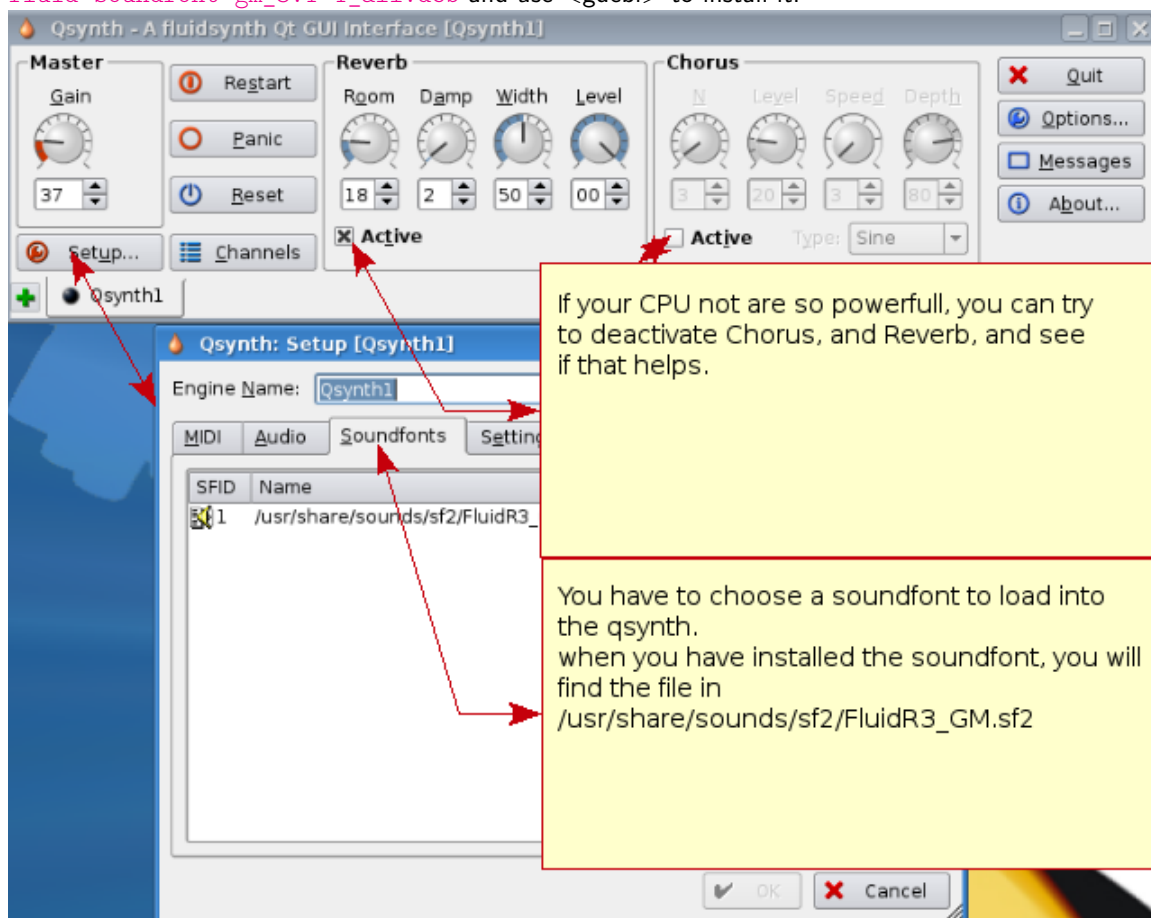 Qsynth - A fluidsynth Qt GUI Interface [Qsynth1]
Master
Gain
37
Setup...
Restart
Panic
Reset
Channels
Reverb
Room Damp Width Level
18 2 50 00
Active
Chorus
N Level Speed Depth
3 20 3 80
Active Type: Sine
Quit
Options...
Messages
About...
Qsynth1
If your CPU not are so powerfull, you can try
to deactivate Chorus, and Reverb, and see
if that helps.
Qsynth: Setup [Qsynth1]
Engine Name: Qsynth1
MIDI Audio Soundfonts
SFID Name
1 /usr/share/sounds/sf2/FluidR3_
You have to choose a soundfont to load into
the qsynth.
when you have installed the soundfont, you will
find the file in
/usr/share/sounds/sf2/FluidR3_GM.sf2
OK Cancel